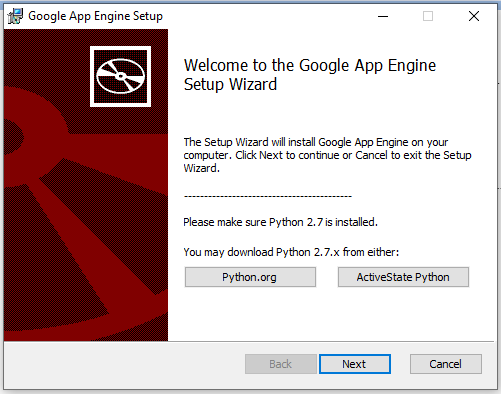 Google App Engine Setup
Welcome to the Google App Engine
Setup Wizard
The Setup Wizard will install Google App Engine on your
computer. Click Next to continue or Cancel to exit the Setup
Wizard.
------------------------------------------
Please make sure Python 2.7 is installed.
You may download Python 2.7.x from either:
Python.org ActiveState Python
Back Next Cancel